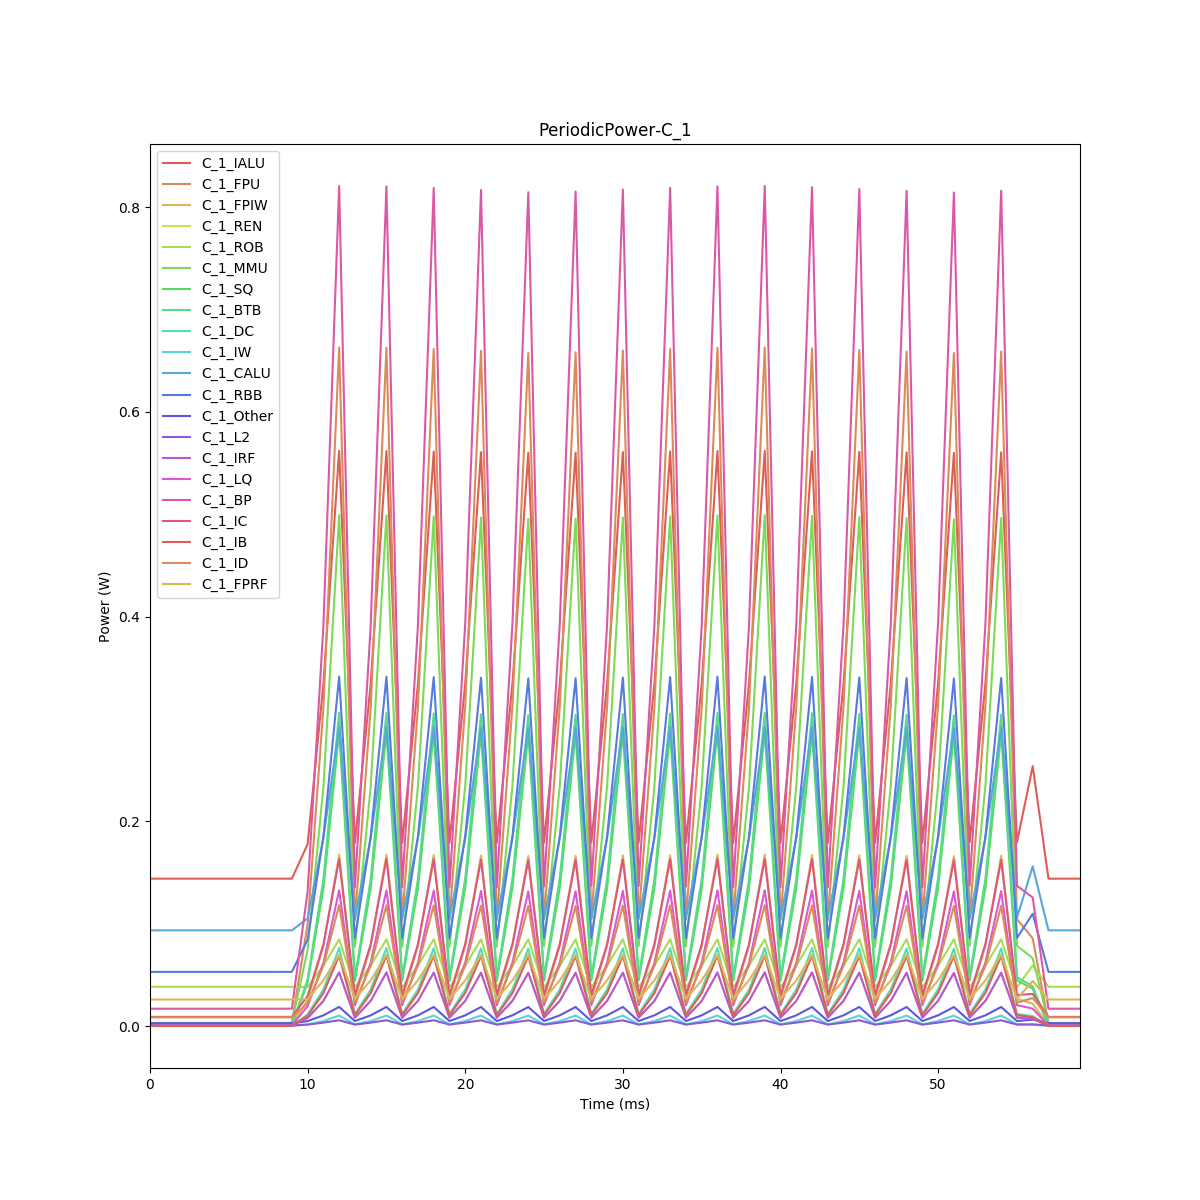 PeriodicPower-C_1
C_1_IALU
C_1_FPU
C_1_FPIW
C_1_REN
C_1_ROB
C_1_MMU
C_1_SQ
C_1_BTB
C_1_DC
C_1_IW
C_1_CALU
C_1_RBB
C_1_Other
C_1_L2
C_1_IRF
C_1_LQ
C_1_BP
C_1_IC
C_1_IB
C_1_ID
C_1_FPRF
0.8
0.6
0.4
0.2
0.0
Power (W)
0 10 20 30 40 50
Time (ms)